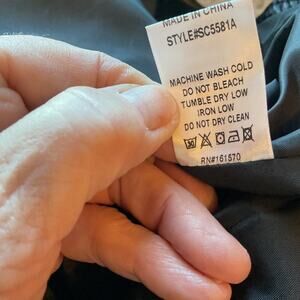 MADE IN CHINA
STYLE#SC5581A
MACHINE WASH COLD
DO NOT BLEACH
TUMBLE DRY LOW
IRON LOW
DO NOT DRY CLEAN
RN#161570